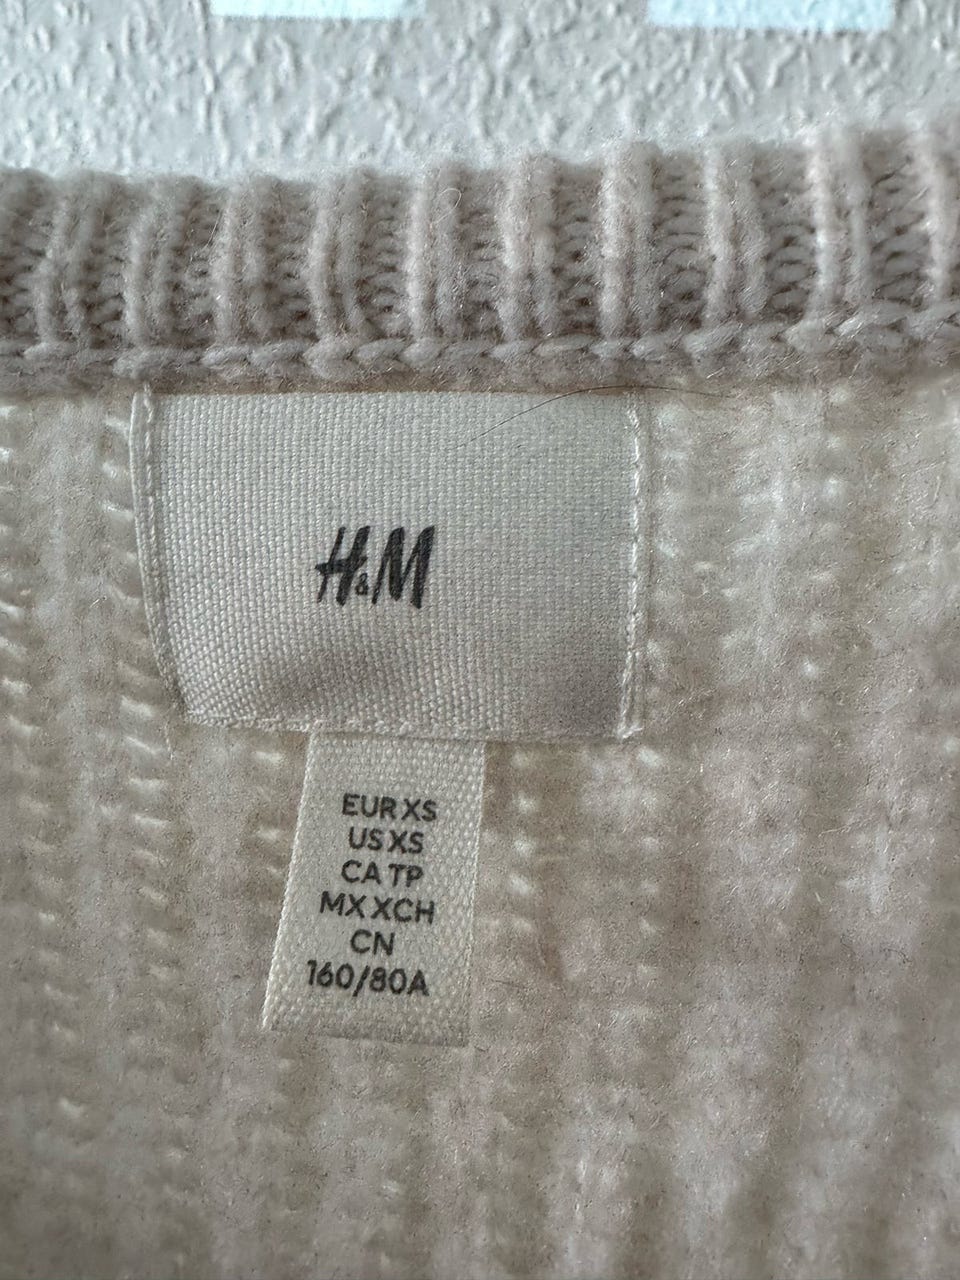 H&M
EUR XS
US XS
CA TP
MX XCH
CN
160/80A